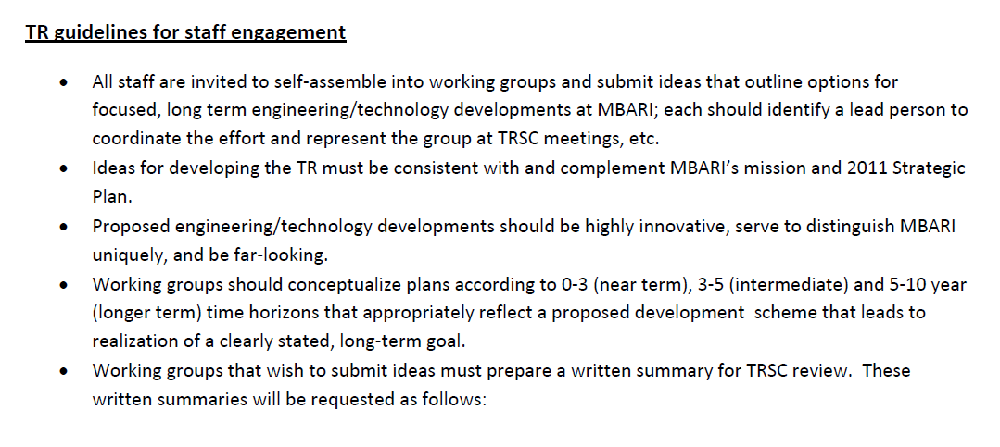 TR guidelines for staff engagement
• All staff are invited to self-assemble into working groups and submit ideas that outline options for
focused, long term engineering/technology developments at MBARI; each should identify a lead person to
coordinate the effort and represent the group at TRSC meetings, etc.
• Ideas for developing the TR must be consistent with and complement MBARI’s mission and 2011 Strategic
Plan.
• Proposed engineering/technology developments should be highly innovative, serve to distinguish MBARI
uniquely, and be far-looking.
• Working groups should conceptualize plans according to 0-3 (near term), 3-5 (intermediate) and 5-10 year
(longer term) time horizons that appropriately reflect a proposed development  scheme that leads to
realization of a clearly stated, long-term goal.
• Working groups that wish to submit ideas must prepare a written summary for TRSC review.  These
written summaries will be requested as follows: